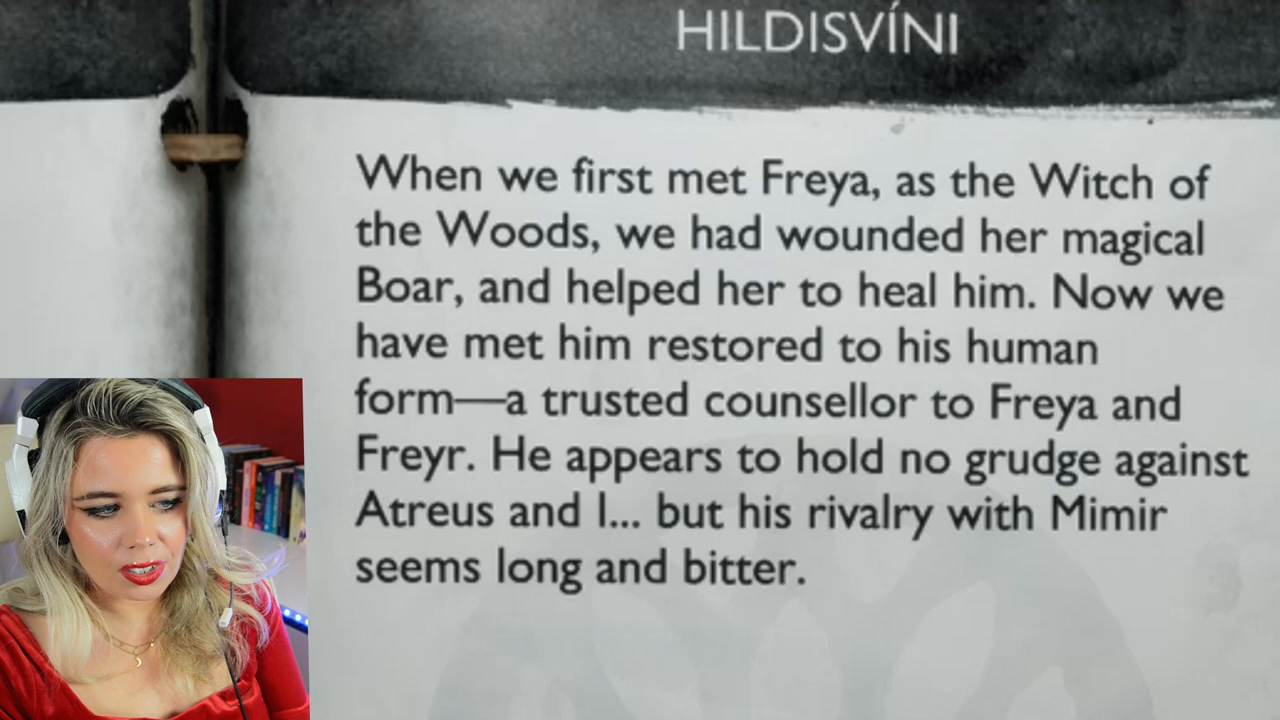 HILDISVÍNI
When we first met Freya, as the Witch of
the Woods, we had wounded her magical
Boar, and helped her to heal him. Now we
have met him restored to his human
form—a trusted counsellor to Freya and
Freyr. He appears to hold no grudge against
Atreus and I... but his rivalry with Mimir
seems long and bitter.